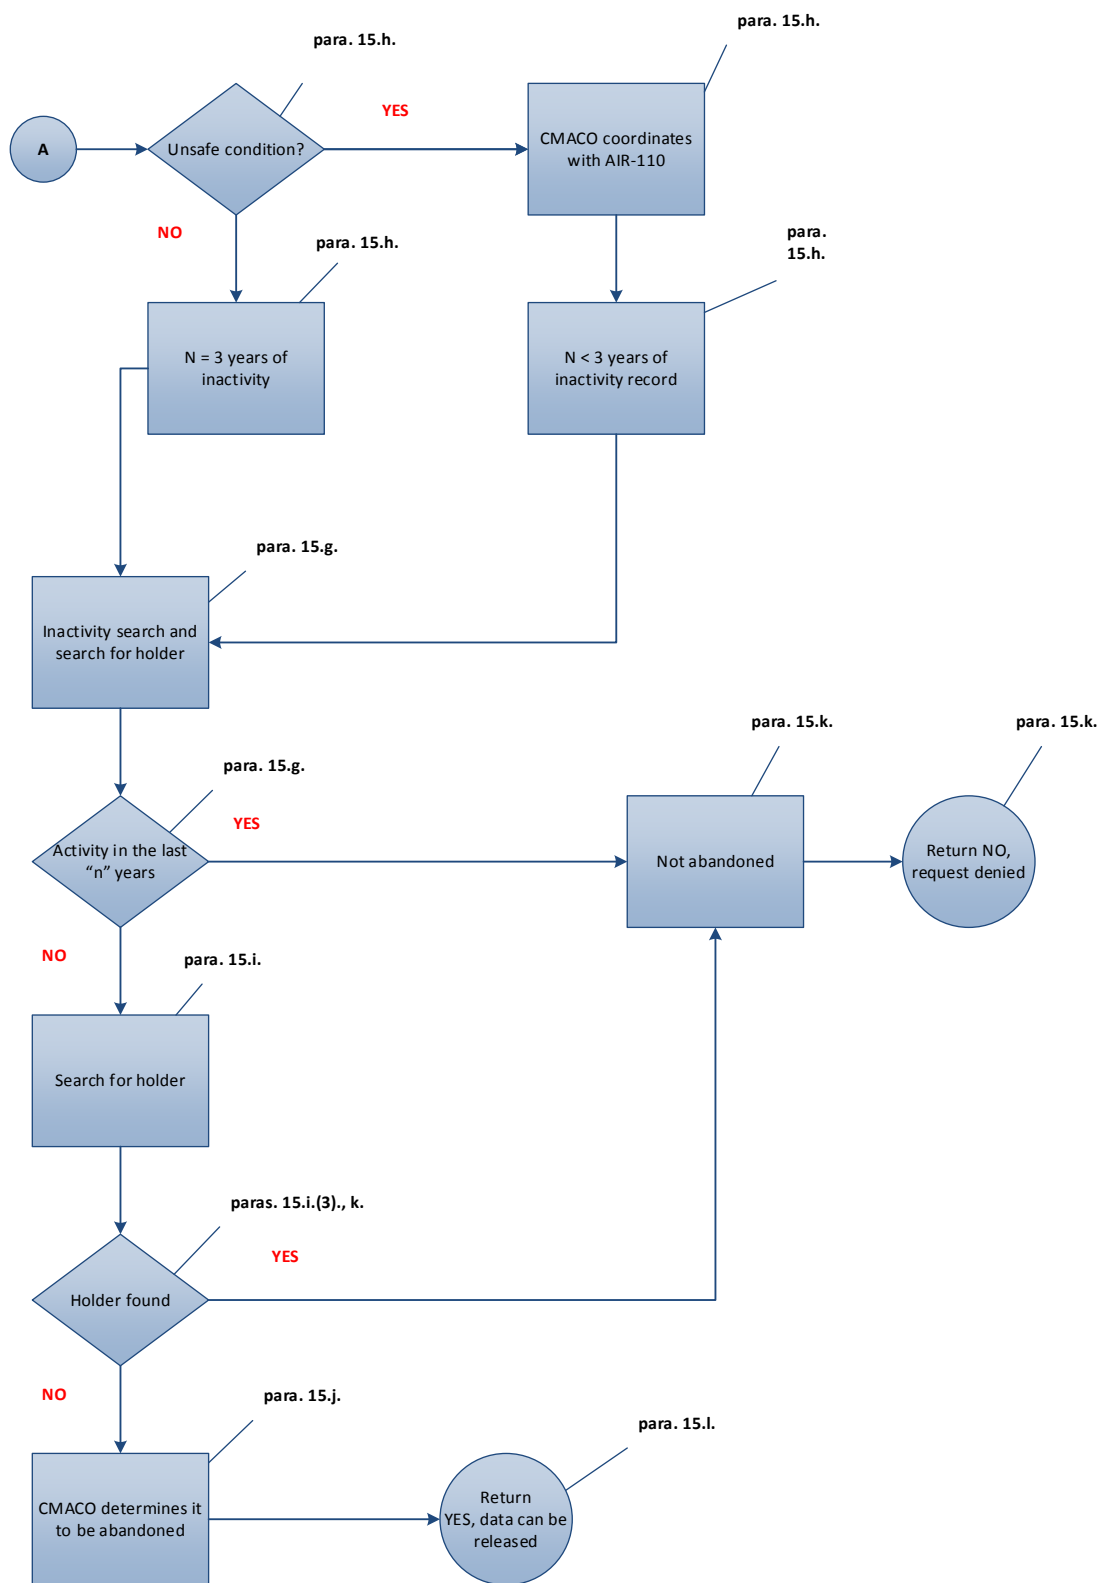 para. 15.h.
para. 15.h.
YES
A
Unsafe condition?
CMACO coordinates
with AIR-110
NO
para. 15.h.
para.
15.h.
N = 3 years of
inactivity
N < 3 years of
inactivity record
para. 15.g.
Inactivity search and
search for holder
para. 15.k.
para. 15.k.
para. 15.g.
YES
Activity in the last
“n” years
Not abandoned
Return NO,
request denied
NO
para. 15.i.
Search for holder
paras. 15.i.(3)., k.
YES
Holder found
NO
para. 15.j.
para. 15.l.
CMACO determines it
to be abandoned
Return
YES, data can be
released